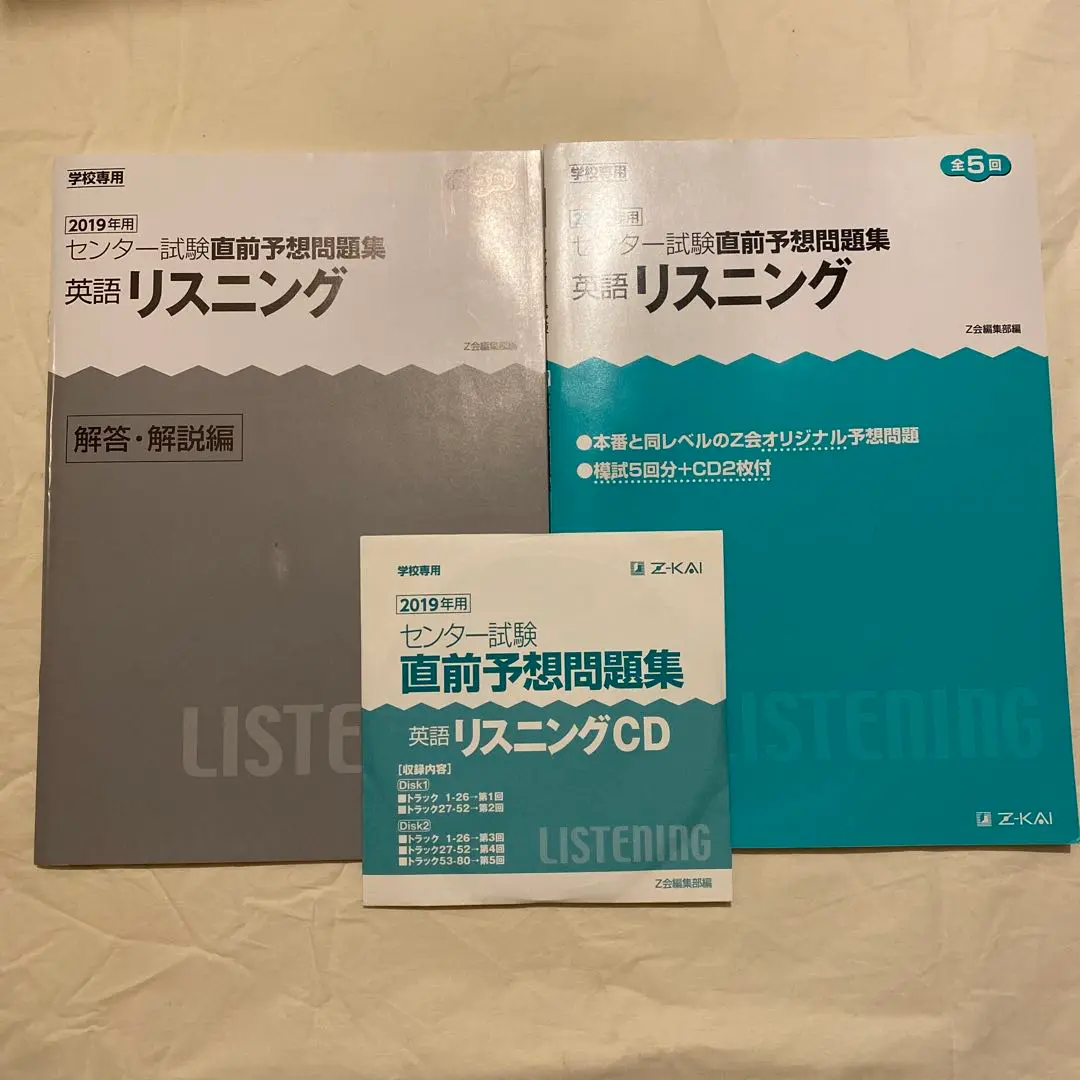 学校専用
2019年用
センター試験直前予想問題集
英語 リスニング
Z会編集部編
解答・解説編
LISTE
学校専用
全5回
年用
センター試験直前予想問題集
英語 リスニング
Z会編集部編
●本番と同レベルのZ会オリジナル予想問題
●模試5回分+CD2枚付
LISTENING
Z-KAI
学校専用
Z-KAI
2019年用
センター試験
直前予想問題集
英語 リスニングCD
[収録内容]
Disk1
■トラック 1-26→第1回
■トラック27-52→第2回
Disk2
■トラック 1-26→第3回
■トラック27-52→第4回
■トラック53-80→第5回
LISTENING
Z会編集部編